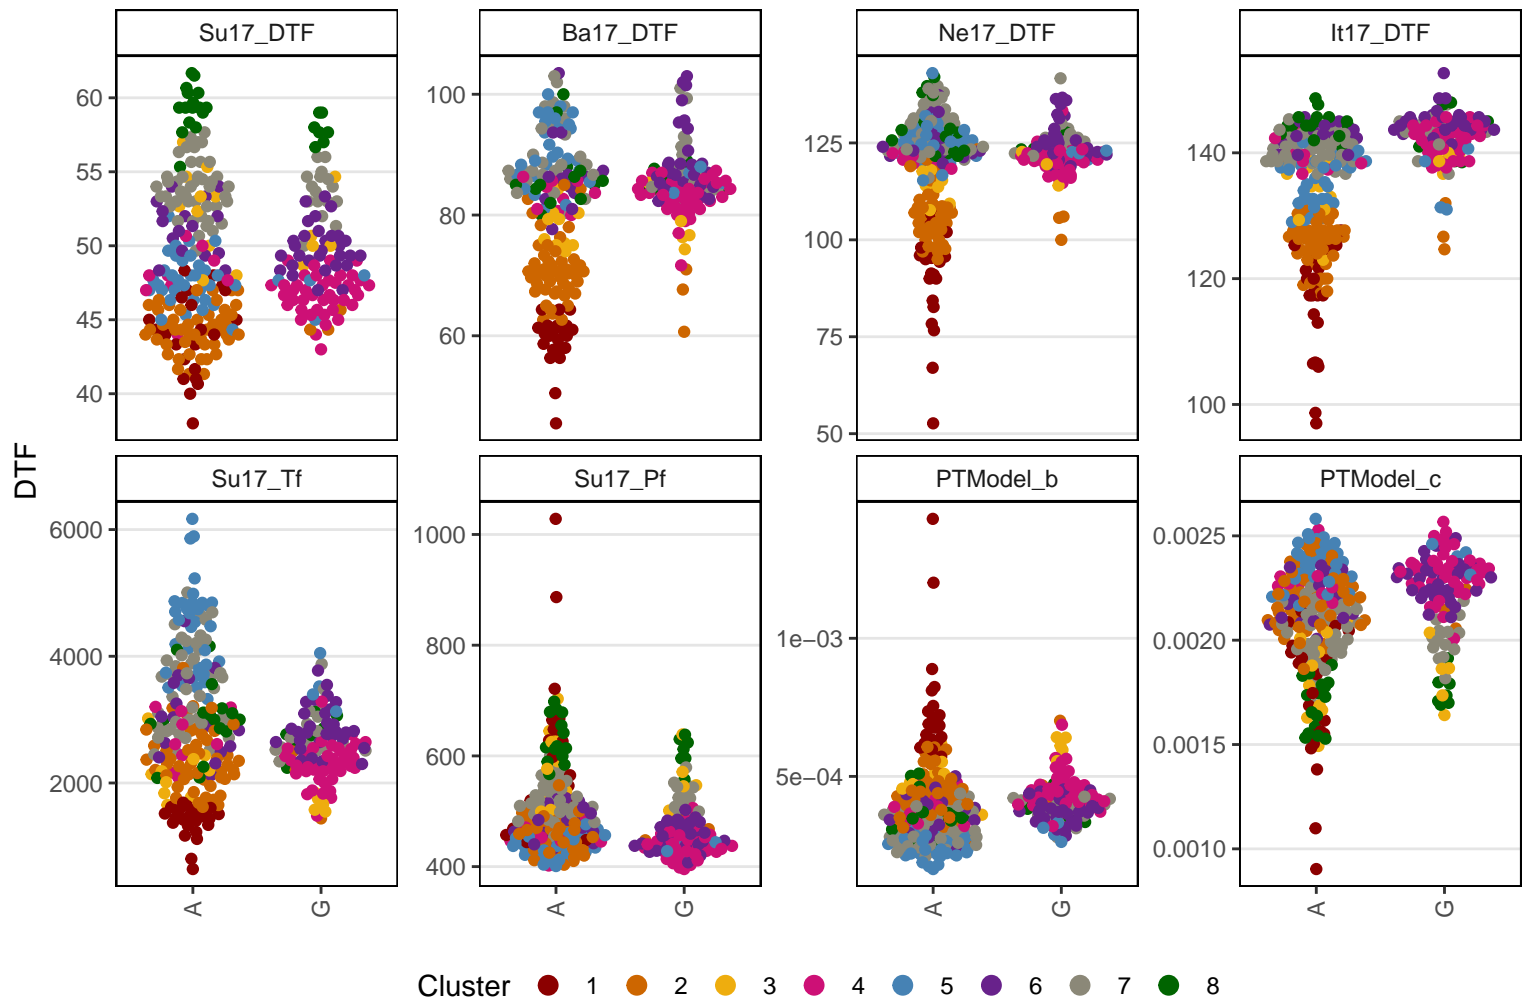 Su17_DTF Ba17_DTF Ne17_DTF It17_DTF
60 55 50 45 40
100 80 60
125 100 75 50
140 120 100
DTF
Su17_Tf Su17_Pf PTModel_b PTModel_c
6000 4000 2000
1000 800 600 400
1e−03 5e−04
0.0025 0.0020 0.0015 0.0010
A G A G A G A G
Cluster 1 2 3 4 5 6 7 8